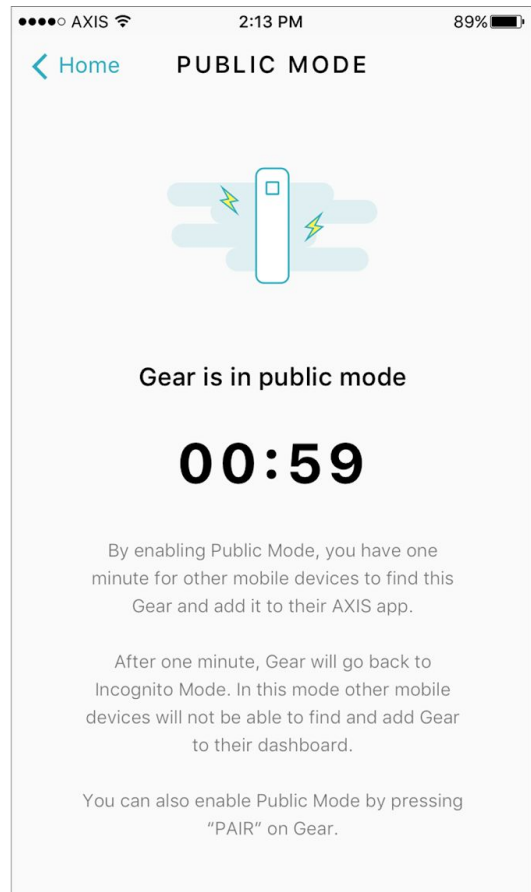 AXIS 2:13 PM 89%
Home PUBLIC MODE
Gear is in public mode
00:59
By enabling Public Mode, you have one
minute for other mobile devices to find this
Gear and add it to their AXIS app.
After one minute, Gear will go back to
Incognito Mode. In this mode other mobile
devices will not be able to find and add Gear
to their dashboard.
You can also enable Public Mode by pressing
“PAIR” on Gear.